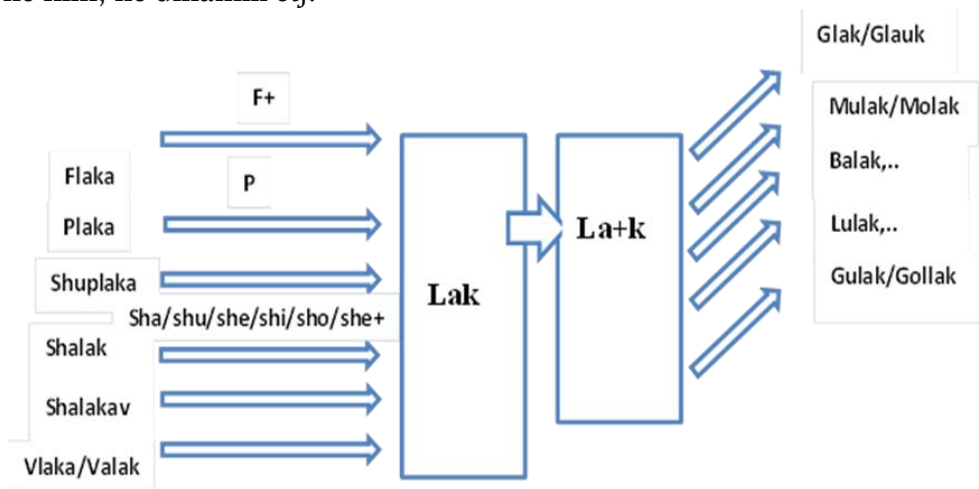 F+
Flaka
P
Plaka
Shuplaka
Sha/shu/she/shi/sho/she+
Shalak
Shalakav
Vlaka/Valak
Lak
La+k
Glak/Glauk
Mulak/Molak
Balak,..
Lulak,..
Gulak/Gollak